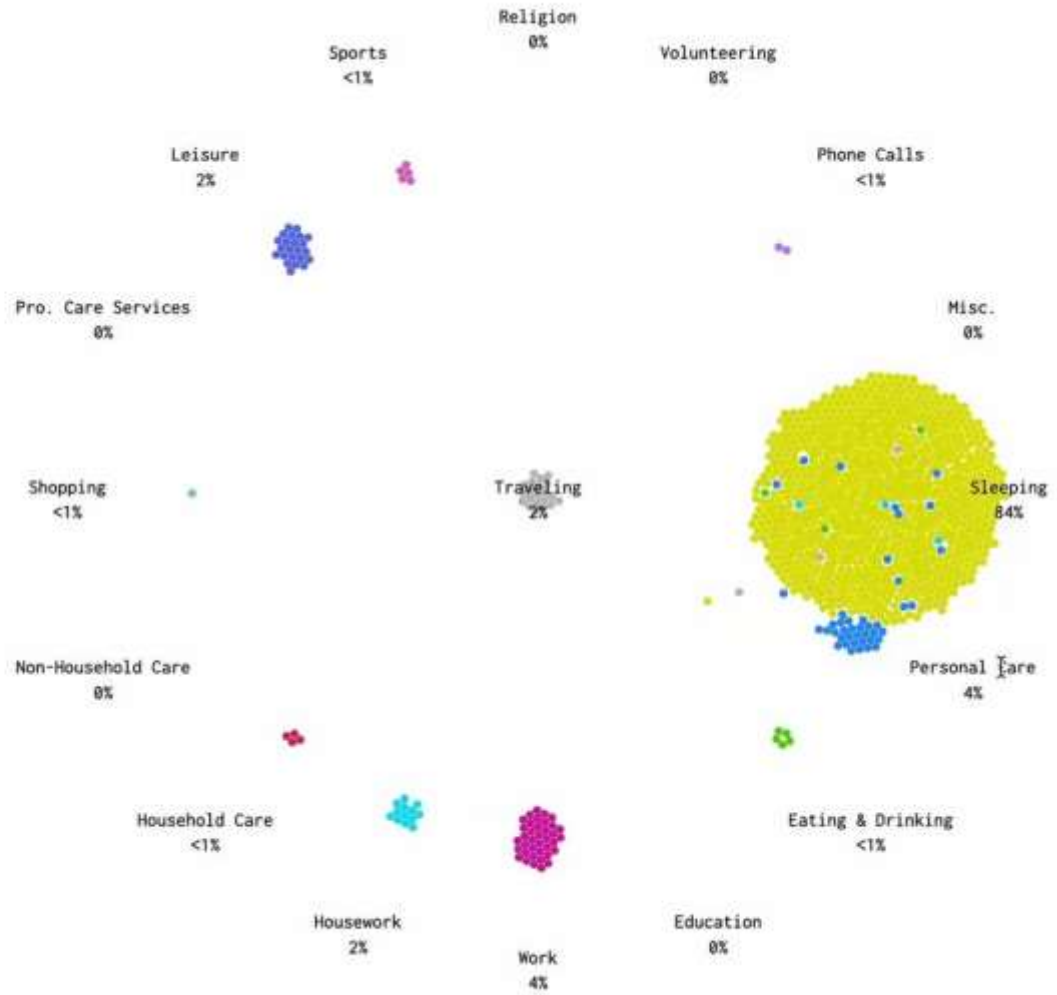 Religion
0%
Sports
<1%
Volunteering
0%
Leisure
2%
Phone Calls
<1%
Pro. Care Services
0%
Misc.
0%
Shopping
<1%
Traveling
2%
Sleeping
84%
Non-Household Care
0%
Personal Care
4%
Household Care
<1%
Eating & Drinking
<1%
Housework
2%
Education
0%
Work
4%